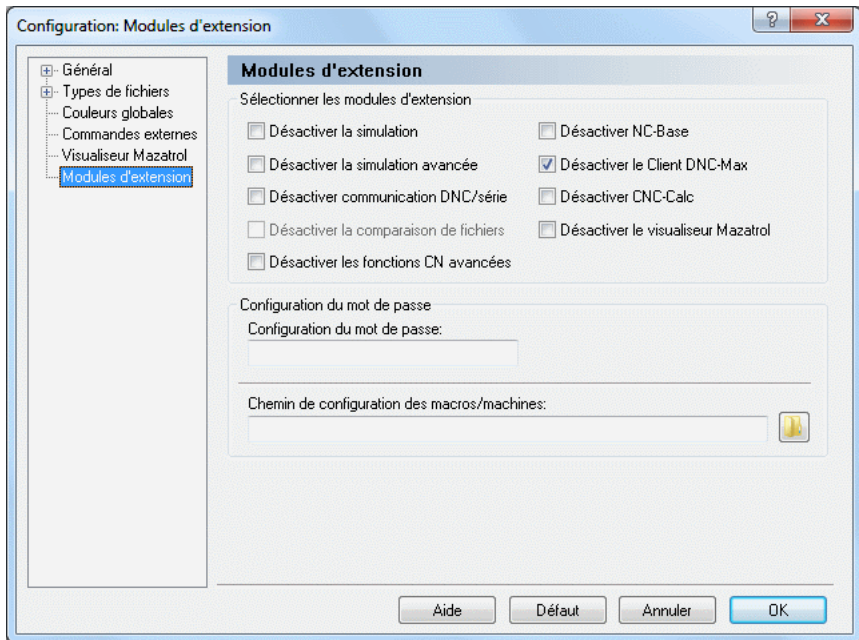 Configuration: Modules d'extension
Général
Types de fichiers
Couleurs globales
Commandes externes
Visualiseur Mazatrol
Modules d'extension
Modules d'extension
Sélectionner les modules d'extension
Désactiver la simulation
Désactiver NC-Base
Désactiver la simulation avancée
Désactiver le Client DNC-Max
Désactiver communication DNC/série
Désactiver CNC-Calc
Désactiver la comparaison de fichiers
Désactiver le visualiseur Mazatrol
Désactiver les fonctions CN avancées
Configuration du mot de passe
Configuration du mot de passe:
Chemin de configuration des macros/machines:
Aide
Défaut
Annuler
OK